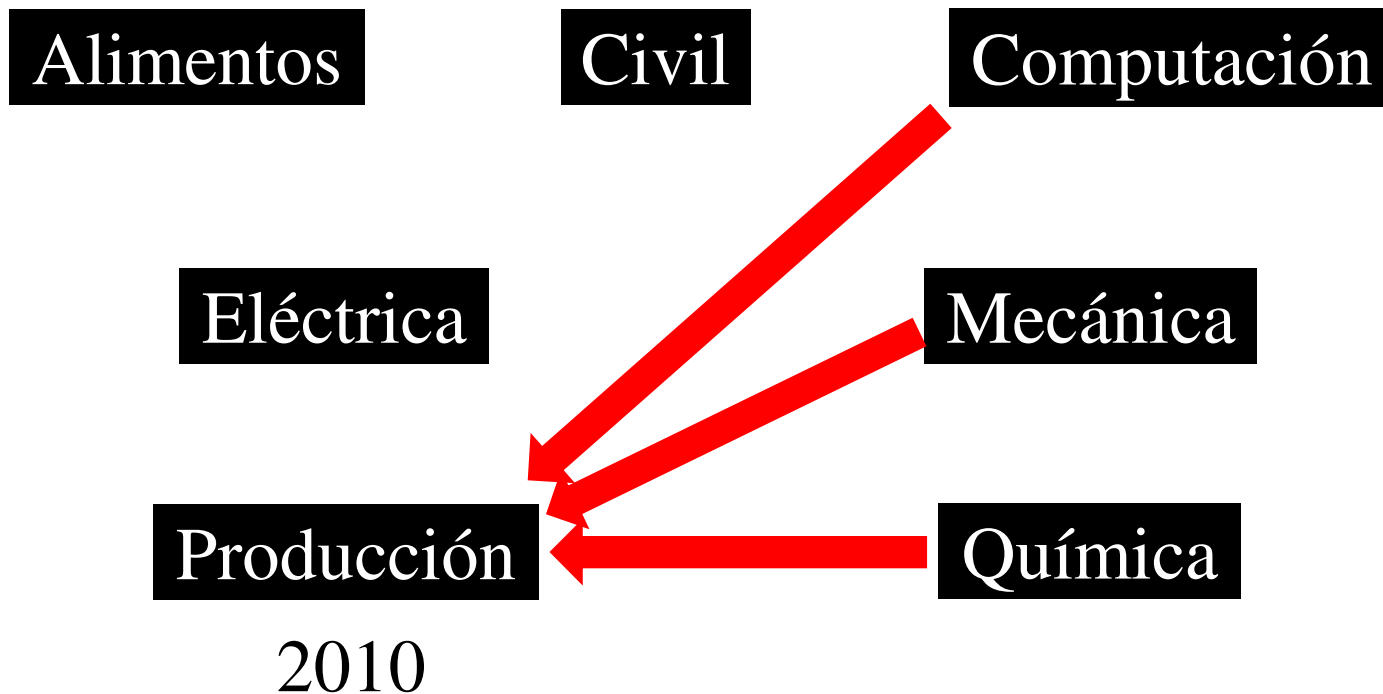 Alimentos
Civil
Computación
Eléctrica
Mecánica
Producción
Química
2010